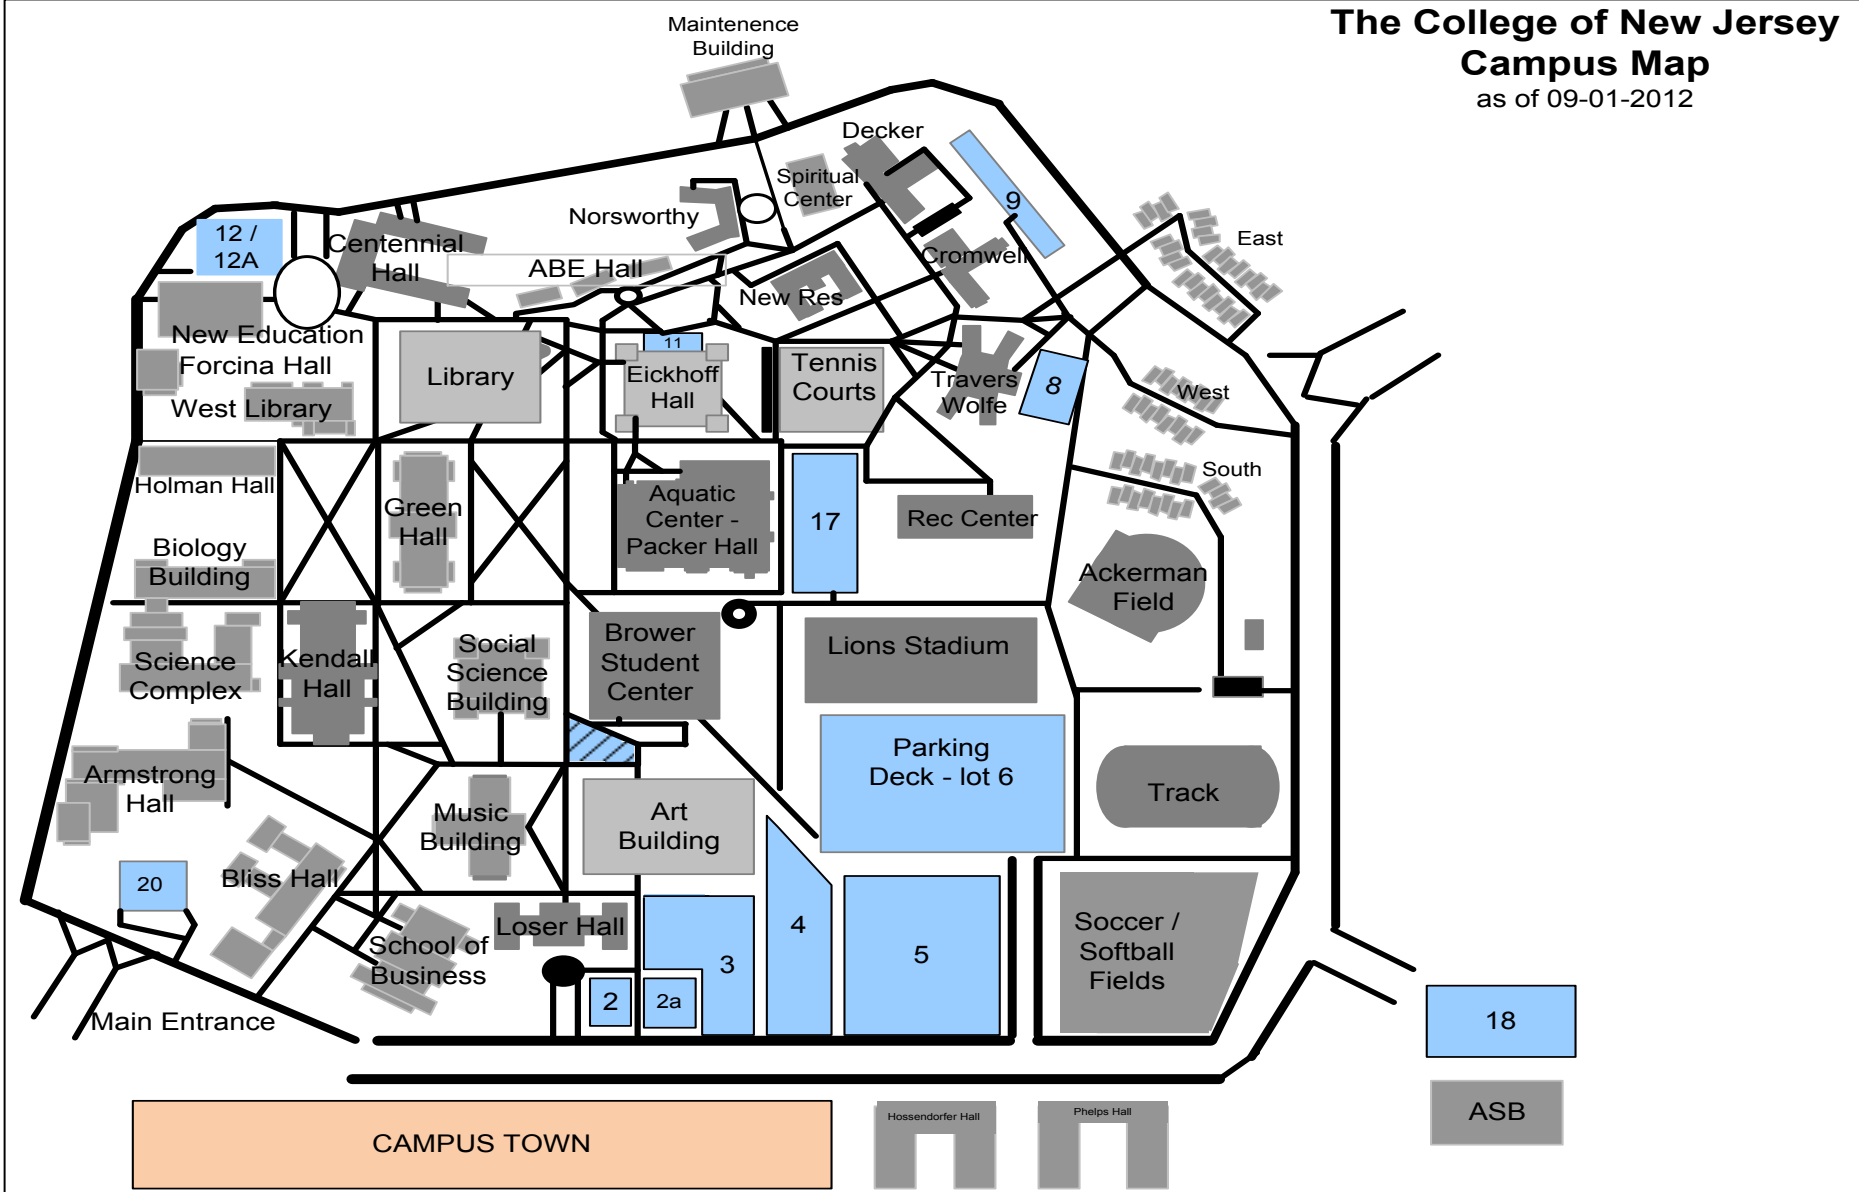 The College of New Jersey
Campus Map
as of 09-01-2012
Maintenence
Building
Decker
Spiritual
Center
Norsworthy
9
East
12 /
12A
Centennial
Hall
ABE Hall
Cromwell
New Res
New Education
Forcina Hall
West Library
Library
11
Eickhoff
Hall
Tennis
Courts
Travers
Wolfe
8
West
South
Holman Hall
Green
Hall
Aquatic
Center -
Packer Hall
17
Rec Center
Biology
Building
Ackerman
Field
Science
Complex
Kendall
Hall
Social
Science
Building
Brower
Student
Center
Lions Stadium
Armstrong
Hall
Parking
Deck - lot 6
Track
Music
Building
Art
Building
20
Bliss Hall
School of
Business
Loser Hall
3
4
5
Soccer /
Softball
Fields
2
2a
Main Entrance
18
CAMPUS TOWN
Hossendorfer Hall
Phelps Hall
ASB